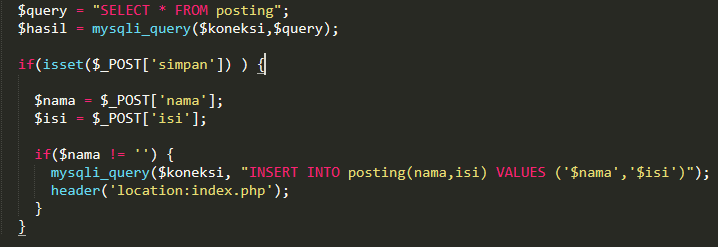 $query = "SELECT * FROM posting";
$hasil = mysqli_query($koneksi,$query);
if(isset($_POST['simpan']) ) {
$nama = $_POST['nama'];
$isi = $_POST['isi'];
if($nama != '') {
mysqli_query($koneksi, "INSERT INTO posting(nama,isi) VALUES ('$nama','$isi')");
header('location:index.php');
}
}